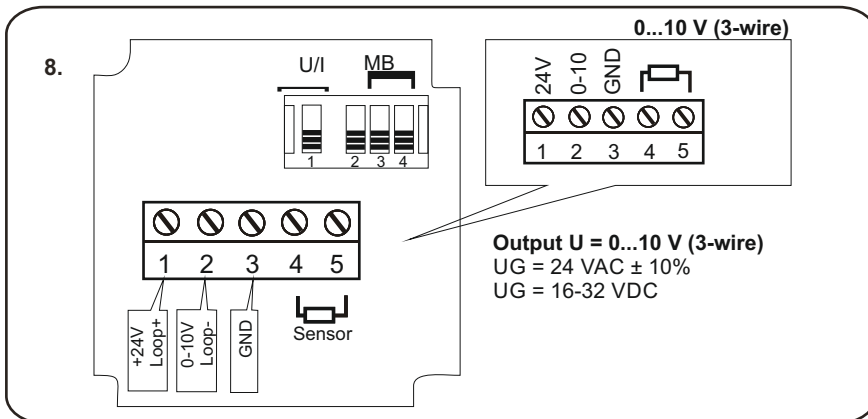 8.
U/I MB
1 2 3 4
1 2 3 4 5
+24V
Loop+
0-10V
Loop-
GND
Sensor
0...10 V (3-wire)
24V
0-10
GND
1 2 3 4 5
Output U = 0...10 V (3-wire)
UG = 24 VAC ± 10%
UG = 16-32 VDC